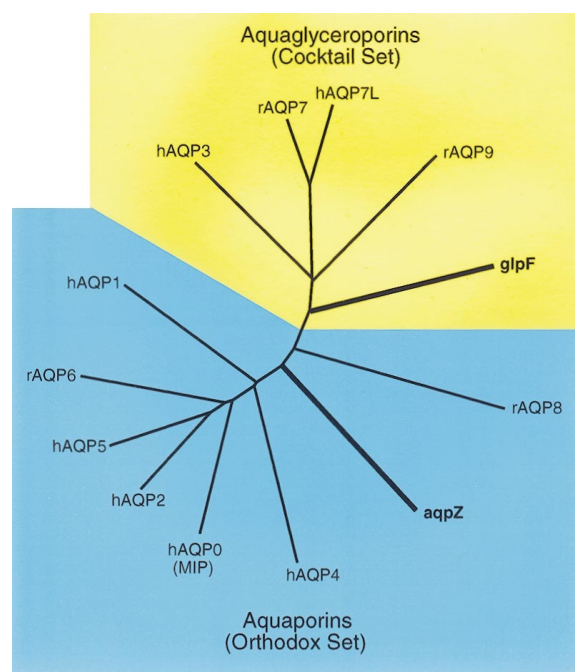 Aquaglyceroporins
(Cocktail Set)
hAQP7L
rAQP7
hAQP3
rAQP9
glpF
hAQP1
rAQP6
rAQP8
hAQP5
hAQP2
aqpZ
hAQP0
(MIP)
hAQP4
Aquaporins
(Orthodox Set)